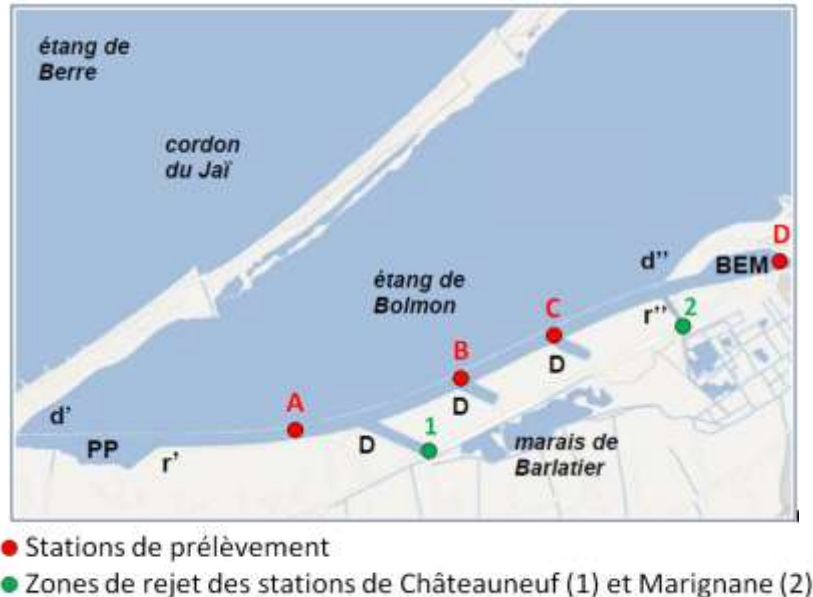 étang de
Berre
cordon
du Jaï
étang de
Bolmon
D
d''
BEM
C
r''
2
B
D
A
D
d'
1
D
PP
r'
marais de
Barlatier
Stations de prélèvement
Zones de rejet des stations de Châteauneuf (1) et Marignane (2)